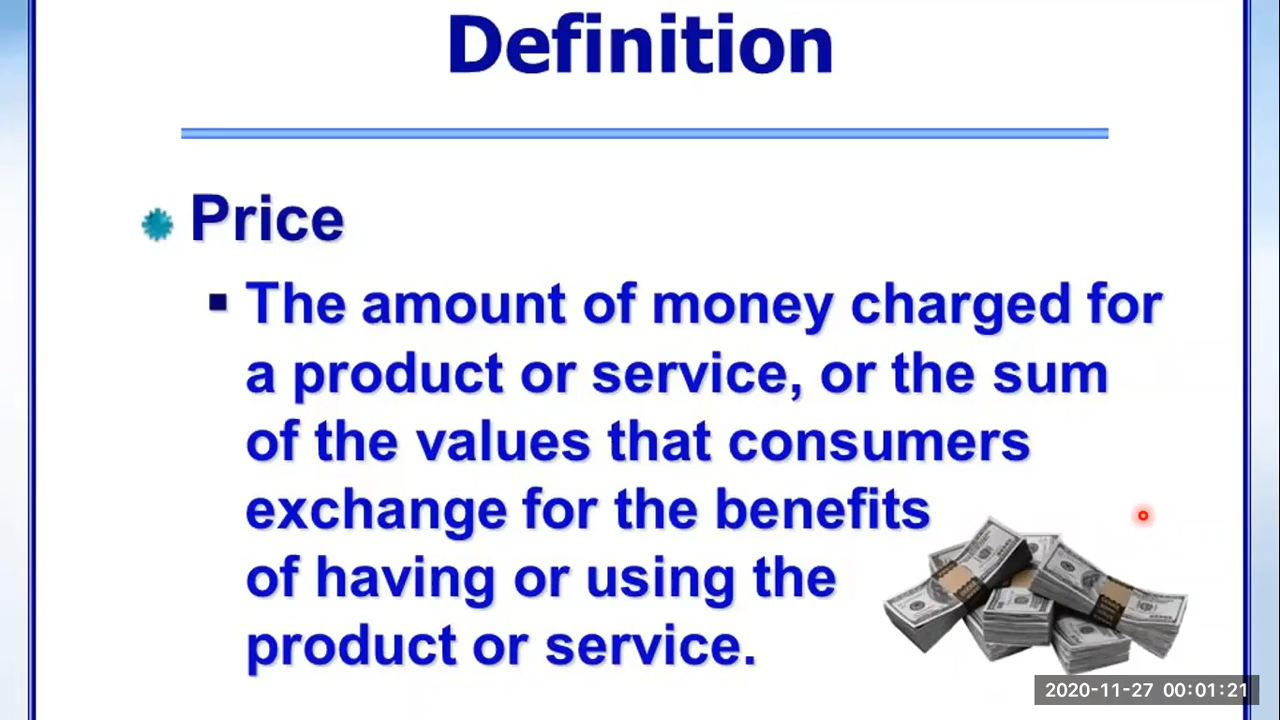 Definition
Price
The amount of money charged for
a product or service, or the sum
of the values that consumers
exchange for the benefits
of having or using the
product or service.
2020-11-27 00:01:21